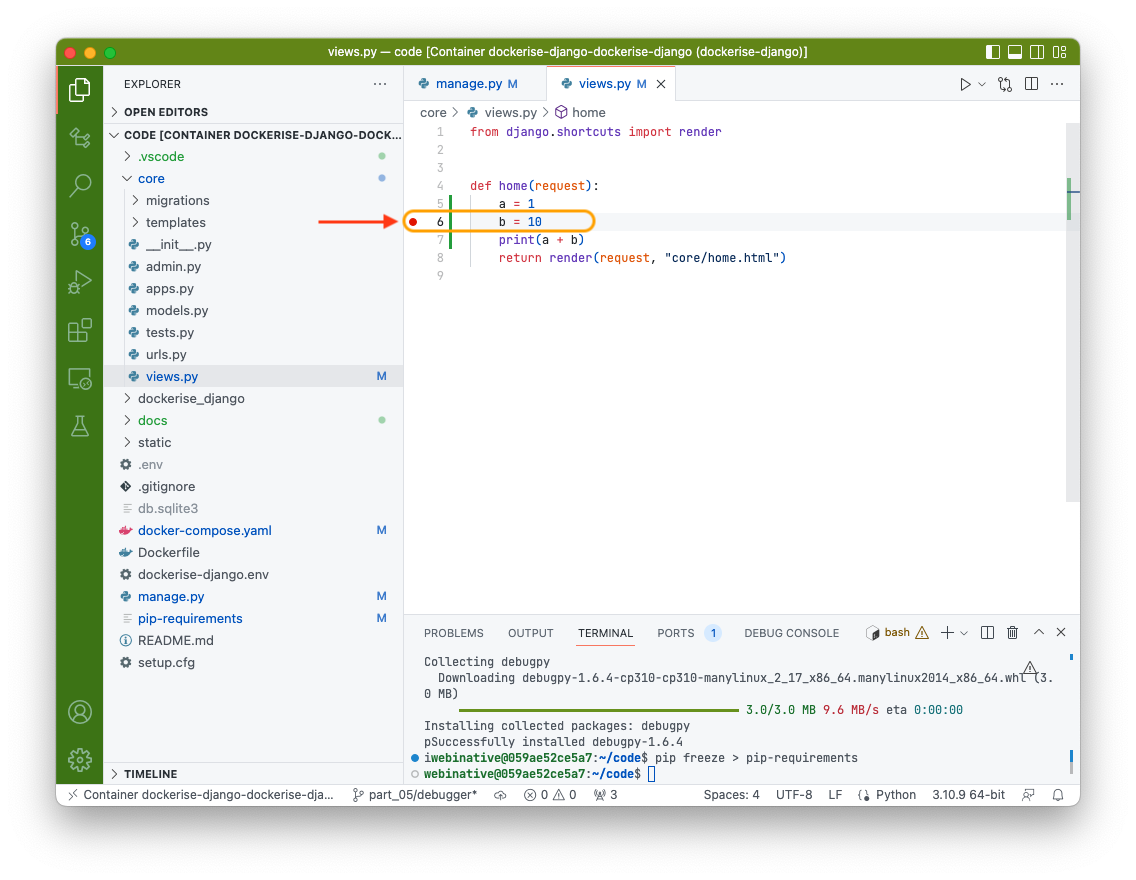 views.py — code [Container dockerise-django-dockerise-django (dockerise-django)]
EXPLORER
OPEN EDITORS
CODE [CONTAINER DOCKERISE-DJANGO-DOCK...
.vscode
core
migrations
templates
__init__.py
admin.py
apps.py
models.py
tests.py
urls.py
views.py M
dockerise_django
docs
static
.env
.gitignore
db.sqlite3
docker-compose.yaml M
Dockerfile
dockerise-django.env
manage.py M
pip-requirements M
README.md
setup.cfg
TIMELINE
6
manage.py M
views.py M
core > views.py > home
1 from django.shortcuts import render
2
3
4 def home(request):
5 a = 1
6 b = 10
7 print(a + b)
8 return render(request, "core/home.html")
9
PROBLEMS OUTPUT TERMINAL PORTS 1 DEBUG CONSOLE bash
Collecting debugpy
Downloading debugpy-1.6.4-cp310-cp310-manylinux_2_17_x86_64.manylinux2014_x86_64.whl (3.
0 MB)
3.0/3.0 MB 9.6 MB/s eta 0:00:00
Installing collected packages: debugpy
pSuccessfully installed debugpy-1.6.4
iwebinative@059ae52ce5a7:~/code$ pip freeze > pip-requirements
webinative@059ae52ce5a7:~/code$
Container dockerise-django-dockerise-dja... part_05/debugger* 0 0 3 Spaces: 4 UTF-8 LF Python 3.10.9 64-bit